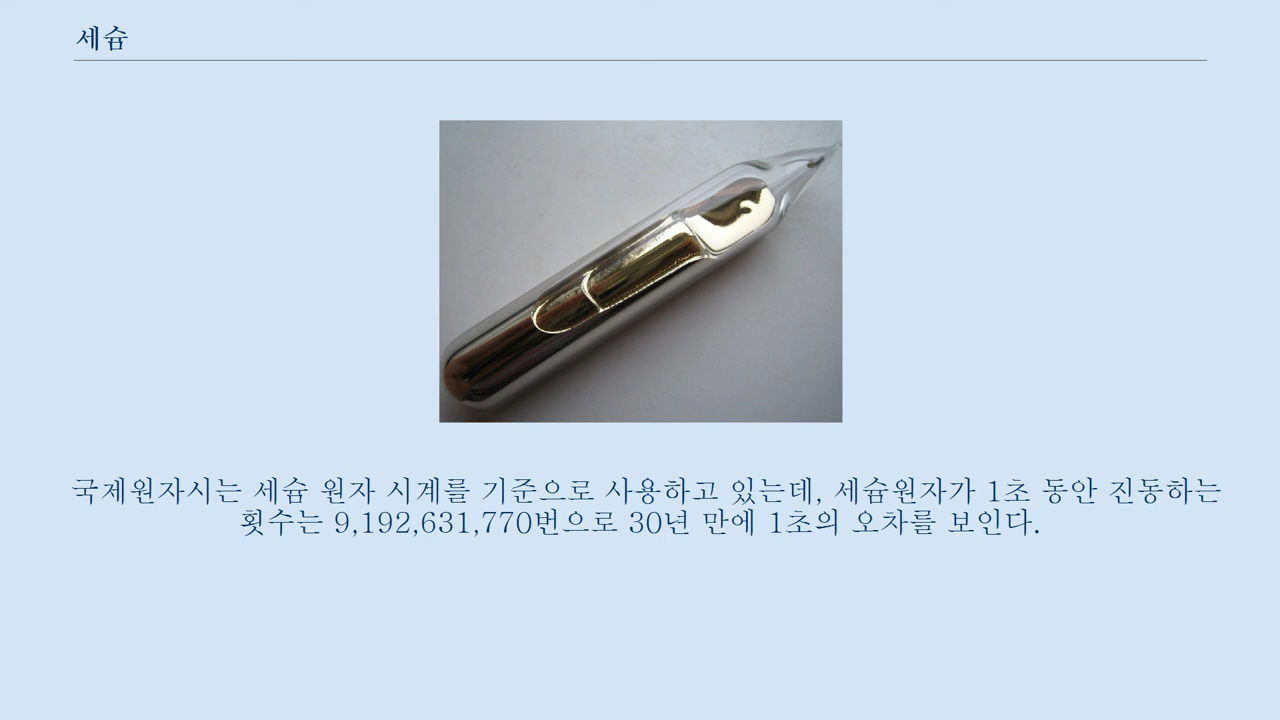 세슘
국제원자시는 세슘 원자 시계를 기준으로 사용하고 있는데, 세슘원자가 1초 동안 진동하는
횟수는 9,192,631,770번으로 30년 만에 1초의 오차를 보인다.